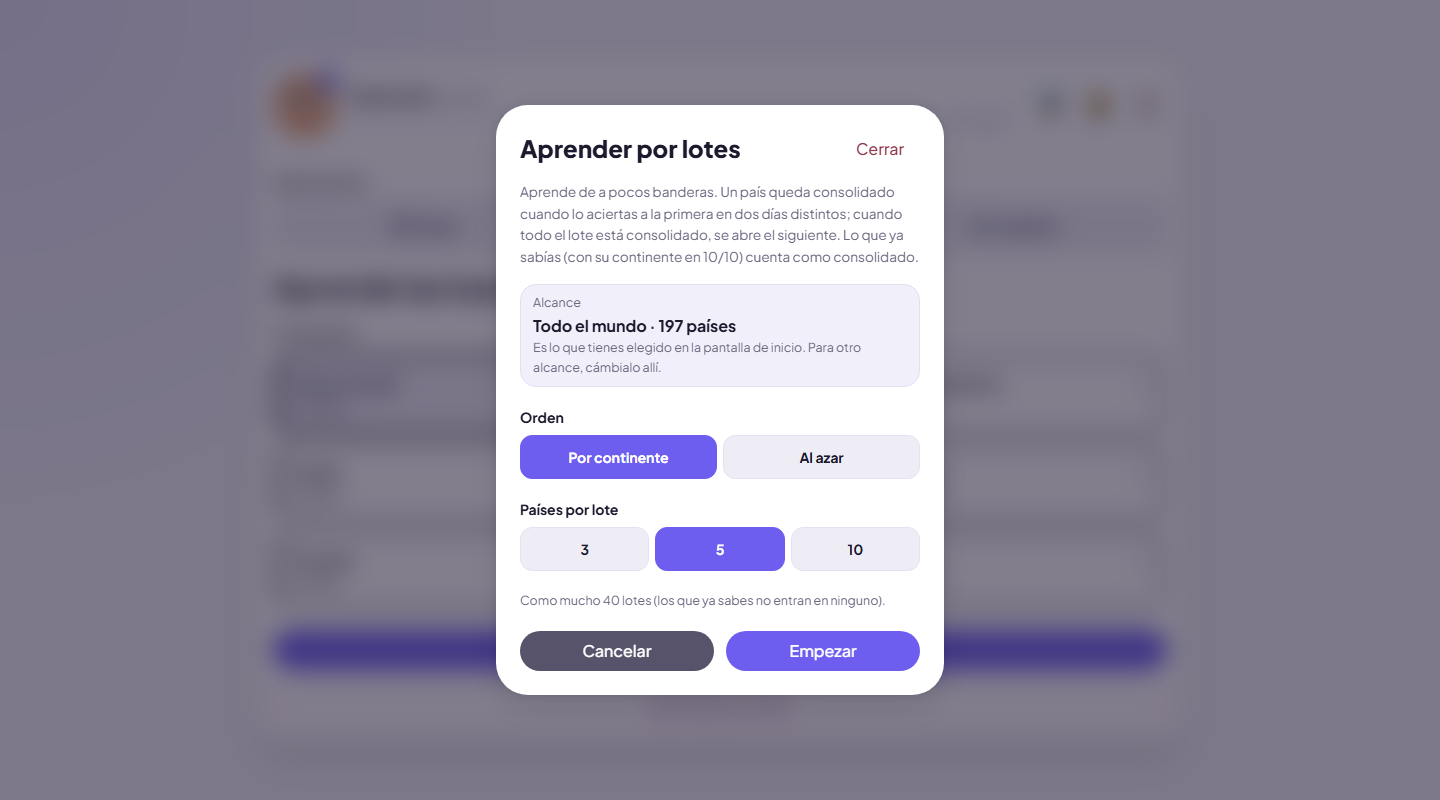 Aprender por lotes
Cerrar
Aprende de a pocos banderas. Un país queda consolidado
cuando lo aciertas a la primera en dos días distintos; cuando
todo el lote está consolidado, se abre el siguiente. Lo que ya
sabías (con su continente en 10/10) cuenta como consolidado.
Alcance
Todo el mundo · 197 países
Es lo que tienes elegido en la pantalla de inicio. Para otro
alcance, cámbialo allí.
Orden
Por continente
Al azar
Países por lote
3
5
10
Como mucho 40 lotes (los que ya sabes no entran en ninguno).
Cancelar
Empezar